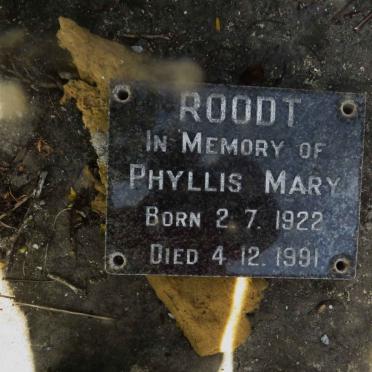 ROODT
IN MEMORY OF
PHYLLIS MARY
BORN 2 7. 1922
DIED 4 12. 1991